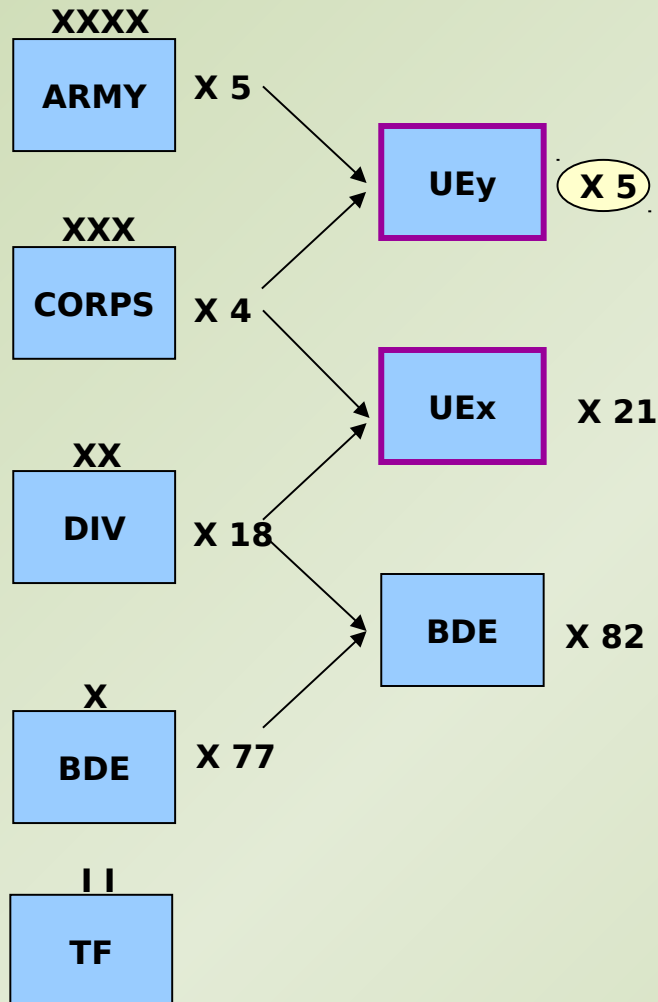 XXXX
ARMY
X 5
UEy
X 5
XXX
CORPS
X 4
UEx
X 21
XX
DIV
X 18
BDE
X 82
X
BDE
X 77
I I
TF